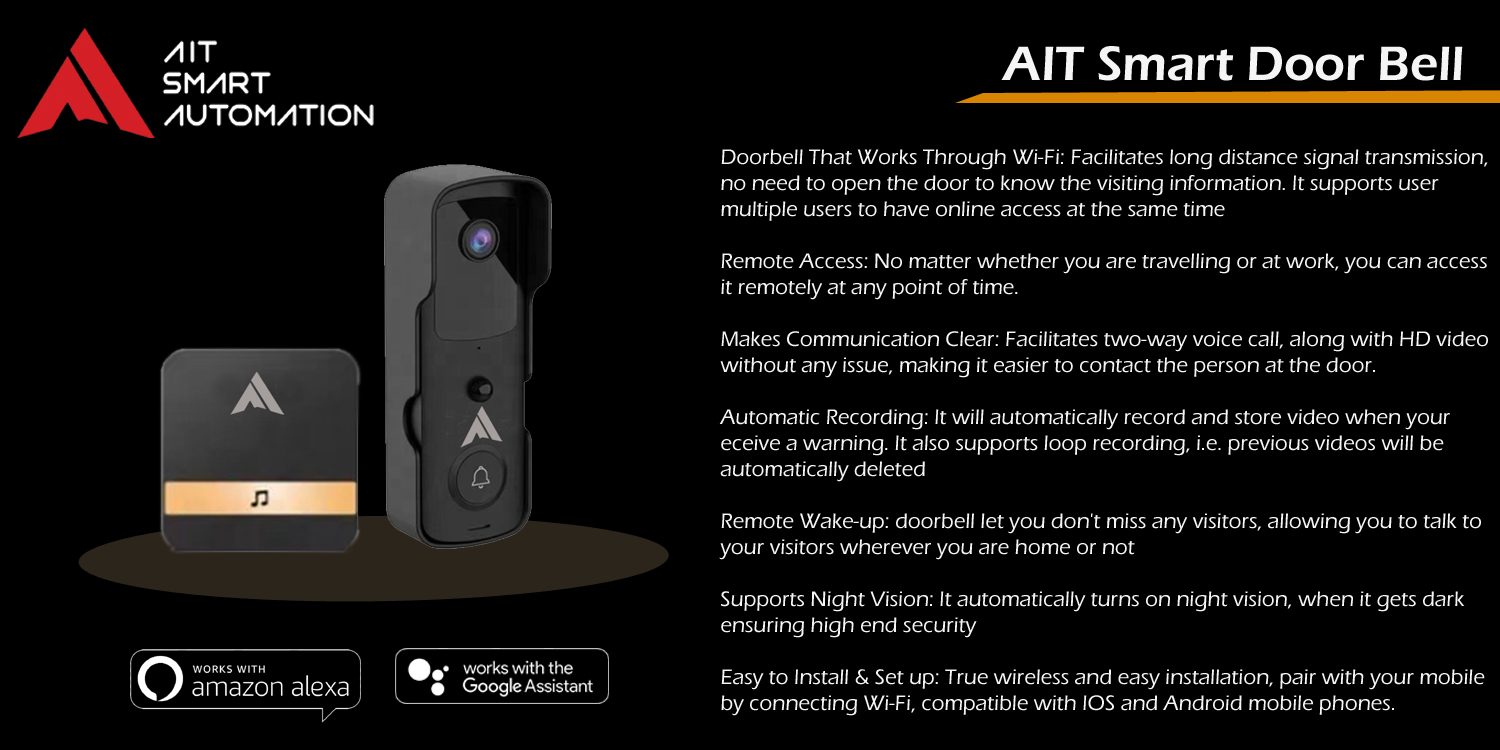 AIT
SMART
AUTOMATION
AIT Smart Door Bell
Doorbell That Works Through Wi-Fi: Facilitates long distance signal transmission,
no need to open the door to know the visiting information. It supports user
multiple users to have online access at the same time
Remote Access: No matter whether you are travelling or at work, you can access
it remotely at any point of time.
Makes Communication Clear: Facilitates two-way voice call, along with HD video
without any issue, making it easier to contact the person at the door.
Automatic Recording: It will automatically record and store video when your
eceive a warning. It also supports loop recording, i.e. previous videos will be
automatically deleted
Remote Wake-up: doorbell let you don't miss any visitors, allowing you to talk to
your visitors wherever you are home or not
Supports Night Vision: It automatically turns on night vision, when it gets dark
ensuring high end security
Easy to Install & Set up: True wireless and easy installation, pair with your mobile
by connecting Wi-Fi, compatible with IOS and Android mobile phones.
WORKS WITH
amazon alexa
works with the
Google Assistant